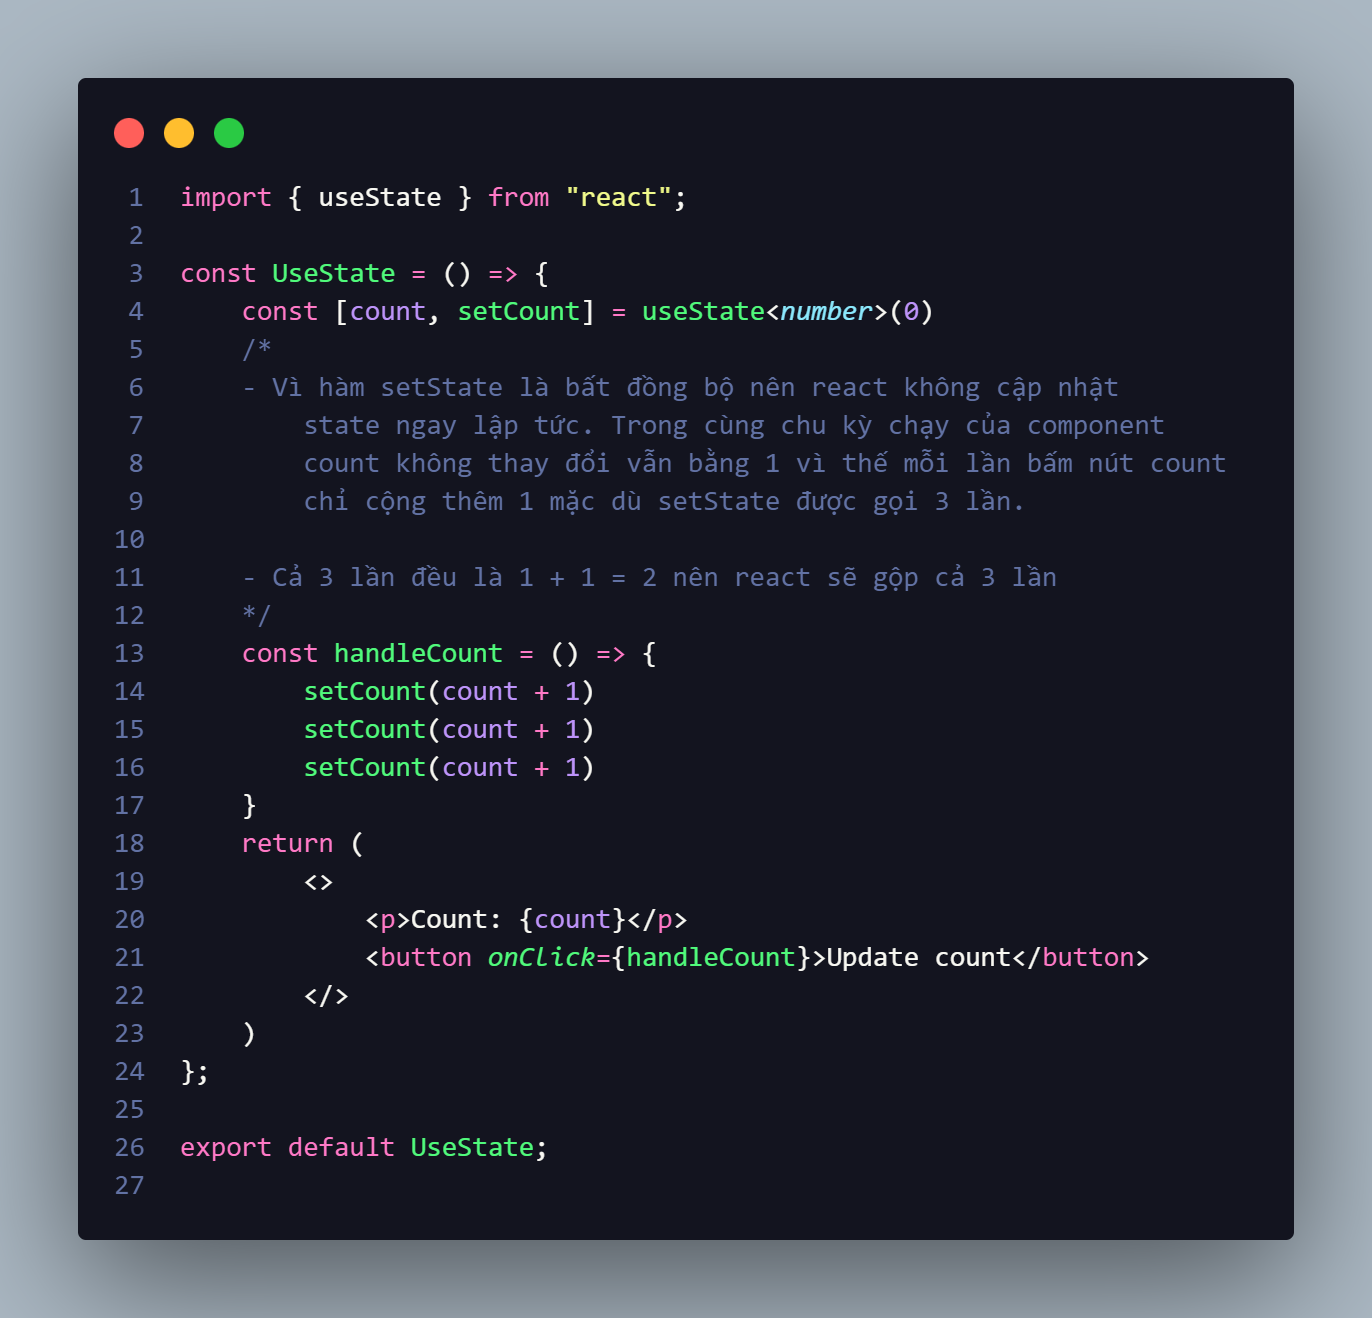 1 import { useState } from "react";
2
3 const UseState = () => {
4     const [count, setCount] = useState<number>(0)
5     /*
6     - Vì hàm setState là bất đồng bộ nên react không cập nhật
7         state ngay lập tức. Trong cùng chu kỳ chạy của component
8         count không thay đổi vẫn bằng 1 vì thế mỗi lần bấm nút count
9         chỉ cộng thêm 1 mặc dù setState được gọi 3 lần.
10
11     - Cả 3 lần đều là 1 + 1 = 2 nên react sẽ gộp cả 3 lần
12     */
13     const handleCount = () => {
14         setCount(count + 1)
15         setCount(count + 1)
16         setCount(count + 1)
17     }
18     return (
19         <>
20             <p>Count: {count}</p>
21             <button onClick={handleCount}>Update count</button>
22         </>
23     )
24 };
25
26 export default UseState;
27